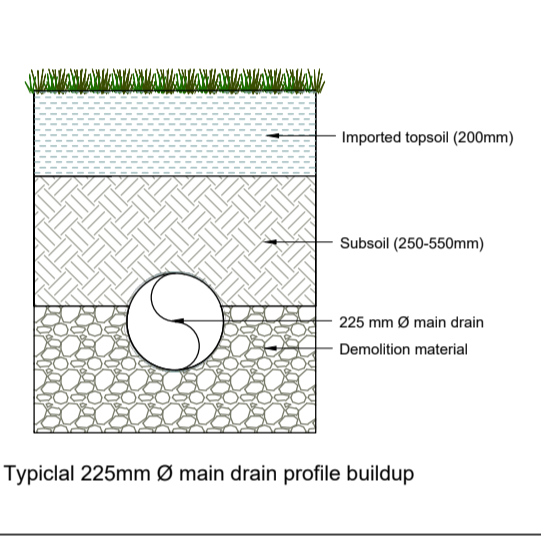 Imported topsoil (200mm)
Subsoil (250-550mm)
225 mm Ø main drain
Demolition material
Typiclal 225mm Ø main drain profile buildup